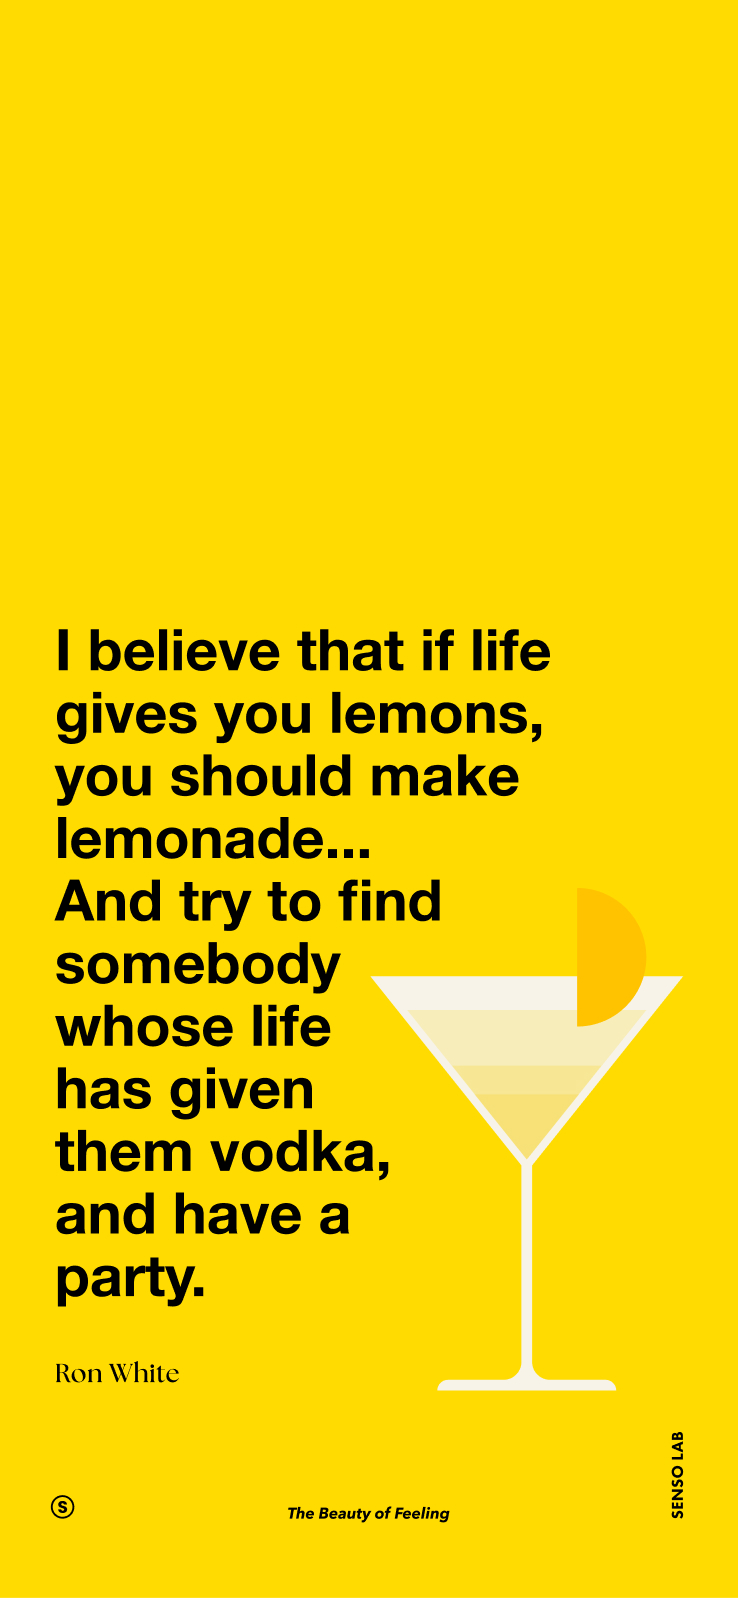 I believe that if life
gives you lemons,
you should make
lemonade...
And try to find
somebody
whose life
has given
them vodka,
and have a
party.
Ron White
SENSO LAB
S
The Beauty of Feeling